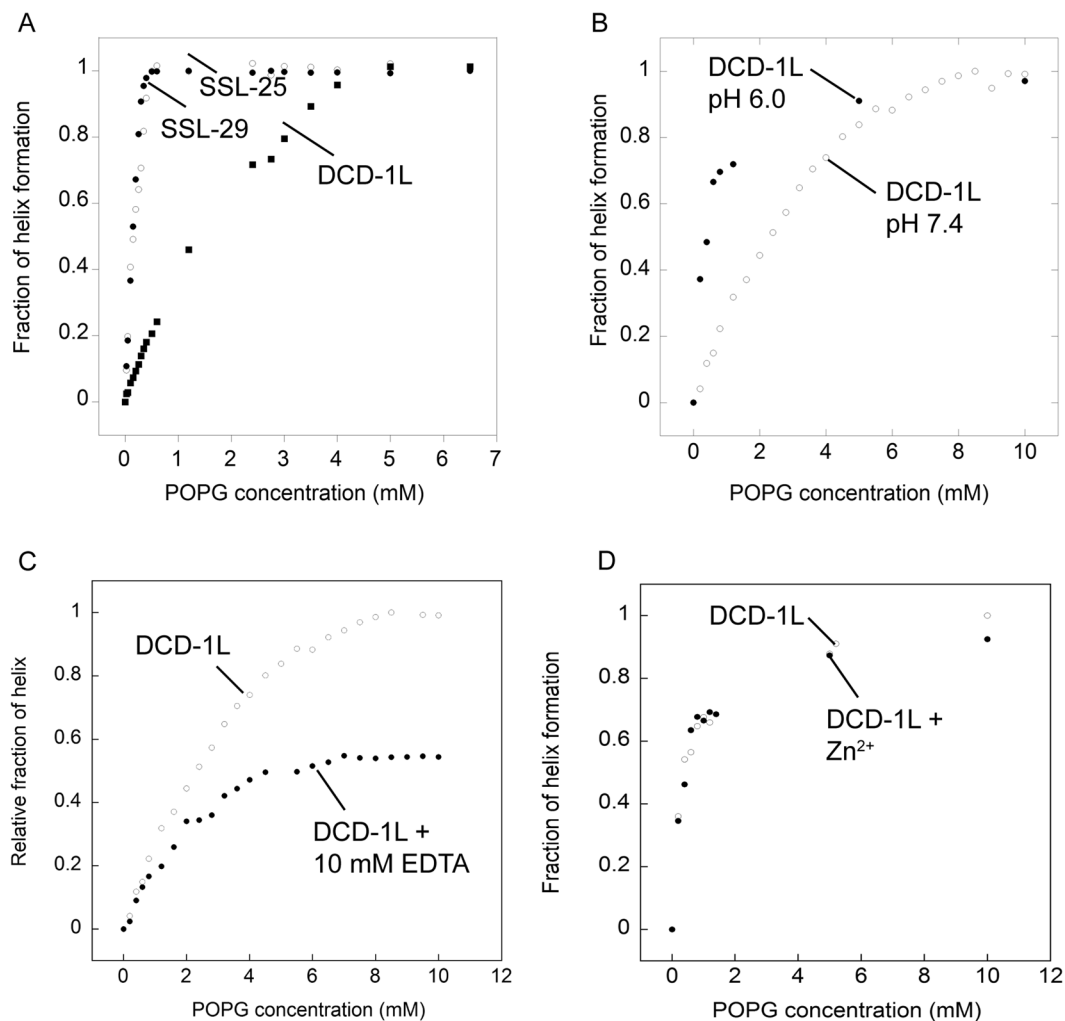 A
Fraction of helix formation
1
0.8
0.6
0.4
0.2
0
SSL-25
SSL-29
DCD-1L
0 1 2 3 4 5 6 7
POPG concentration (mM)
B
Fraction of helix formation
1
0.8
0.6
0.4
0.2
0
DCD-1L
pH 6.0
DCD-1L
pH 7.4
0 2 4 6 8 10
POPG concentration (mM)
C
Relative fraction of helix
1
0.8
0.6
0.4
0.2
0
DCD-1L
DCD-1L +
10 mM EDTA
0 2 4 6 8 10 12
POPG concentration (mM)
D
Fraction of helix formation
1
0.8
0.6
0.4
0.2
0
DCD-1L
DCD-1L +
Zn²⁺
0 2 4 6 8 10 12
POPG concentration (mM)